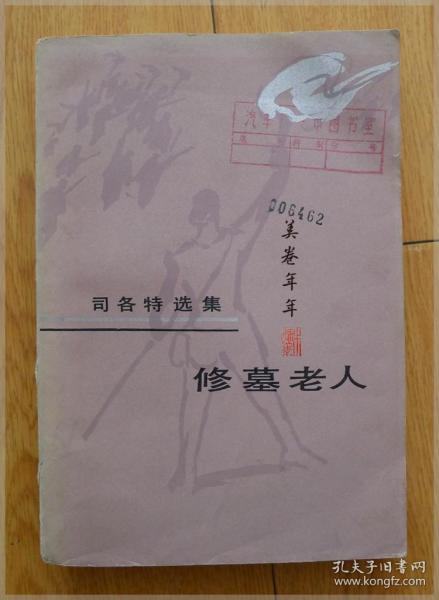 006462
美卷年年
司各特选集
修墓老人
孔夫子旧书网
www.kongfz.com